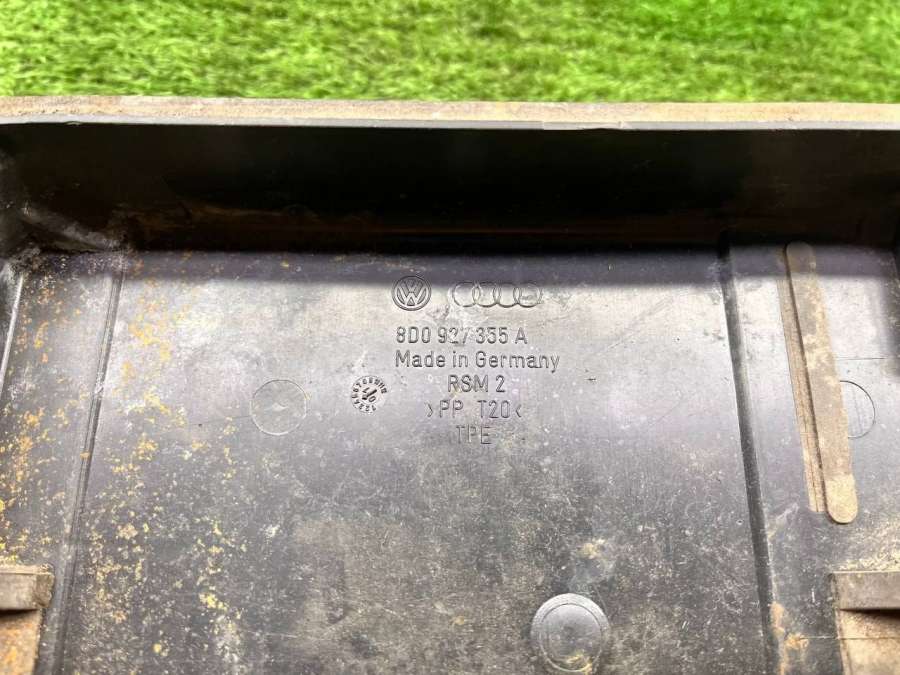 8D0 927 355 A
Made in Germany
RSM 2
>PP T20<
TPE